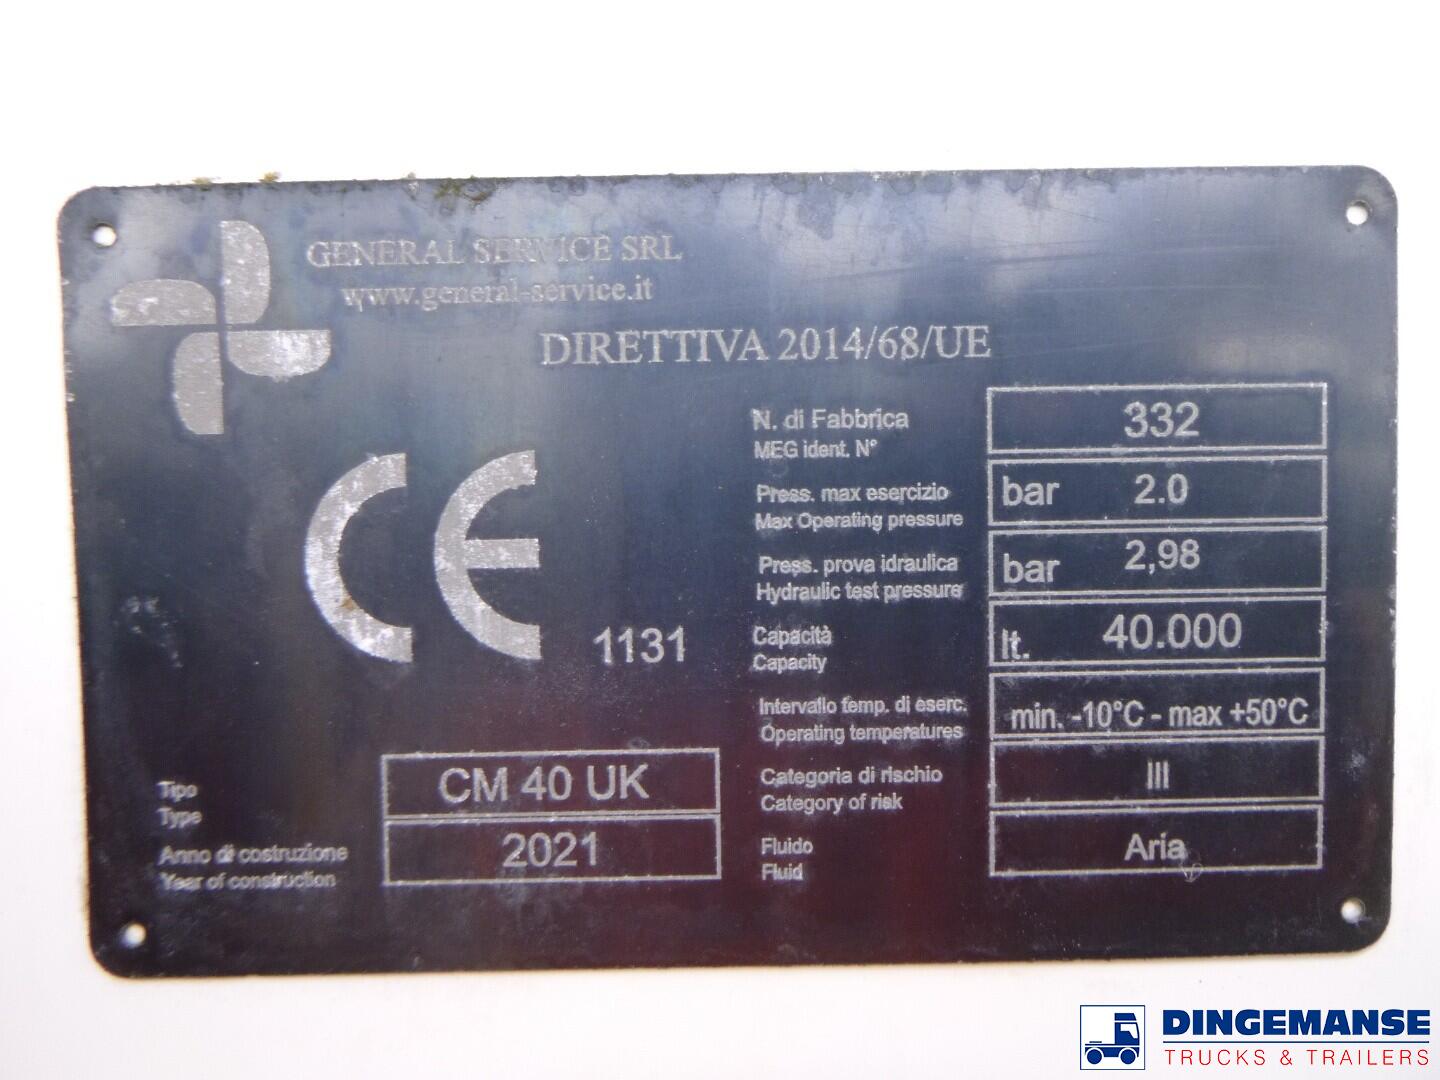 GENERAL SERVICE SRL
www.general-service.it
DIRETTIVA 2014/68/UE
CE 1131
Tipo
Type
CM 40 UK
Anno di costruzione
Year of construction
2021
N. di Fabbrica
MEG ident. N°
332
Press. max esercizio
Max Operating pressure
bar 2.0
Press. prova idraulica
Hydraulic test pressure
bar 2,98
Capacità
Capacity
lt. 40.000
Intervallo temp. di eserc.
Operating temperatures
min. -10°C - max +50°C
Categoria di rischio
Category of risk
III
Fluido
Fluid
Aria
DINGEMANSE
TRUCKS & TRAILERS